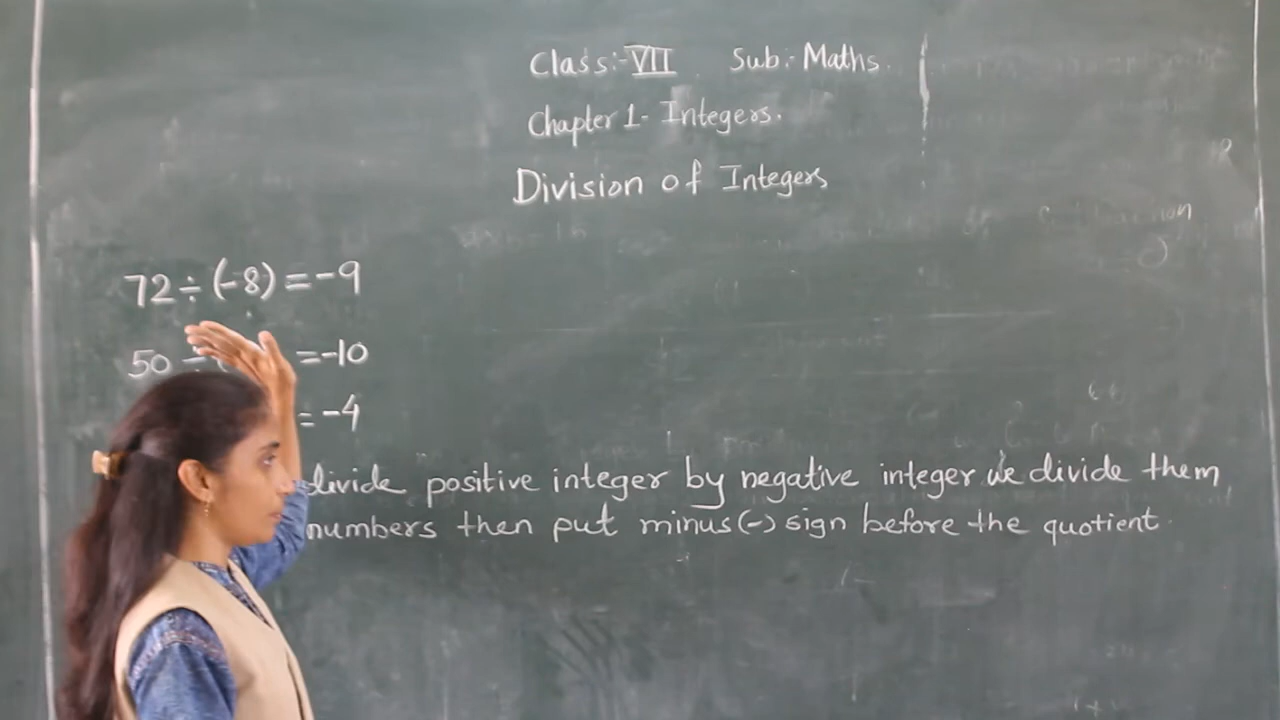 Class:- VII Sub:- Maths.
Chapter 1- Integers.
Division of Integers
72 ÷ (-8) = -9
50 ÷ ( = -10
= -4
divide positive integer by negative integer we divide them
numbers then put minus (-) sign before the quotient.